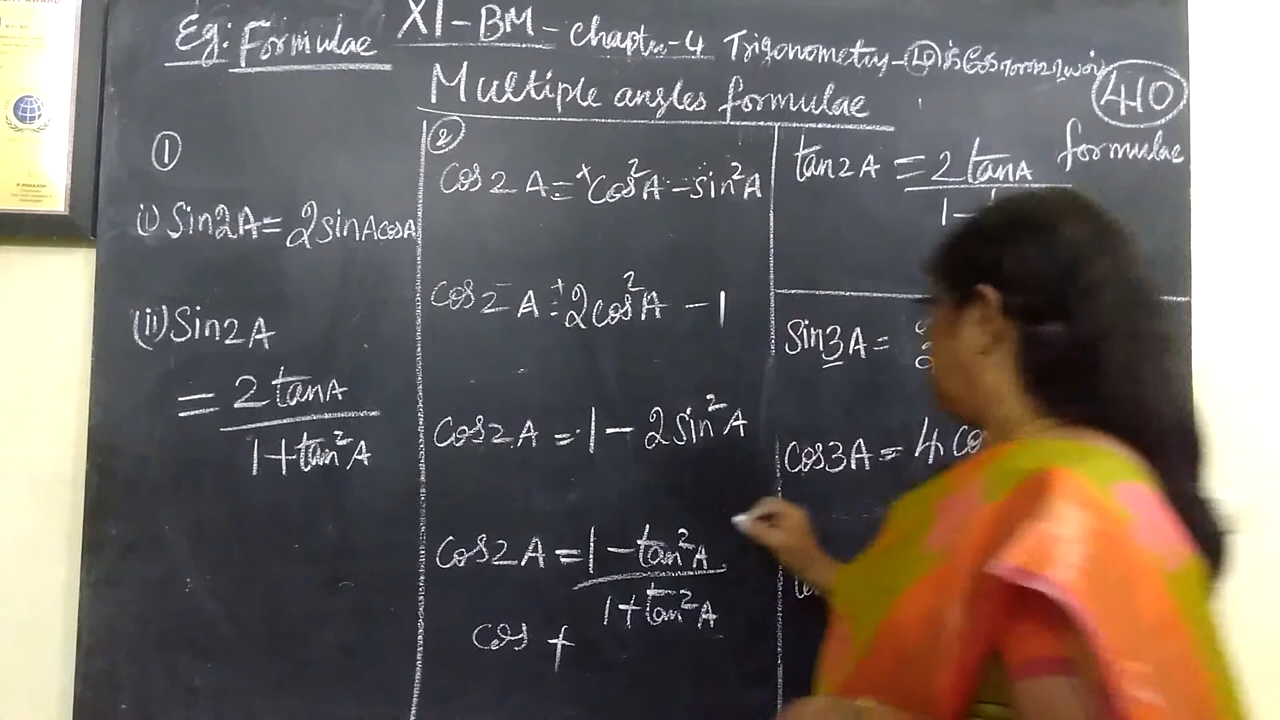 Eg: Formulae
XI-BM-Chapter-4 Trigonometry-
Multiple angles formulae
410
formulae
①
i) Sin2A = 2sinAcosA
(ii) Sin2A
= 2 tanA
1+tan²A
②
Cos2A = +Cos²A - sin²A
Cos2A = +2cos²A - 1
Cos2A = 1 - 2sin²A
Cos2A = 1 - tan²A
1+tan²A
cos +
tan2A = 2 tanA
1-
Sin3A =
Cos3A = 4 Co